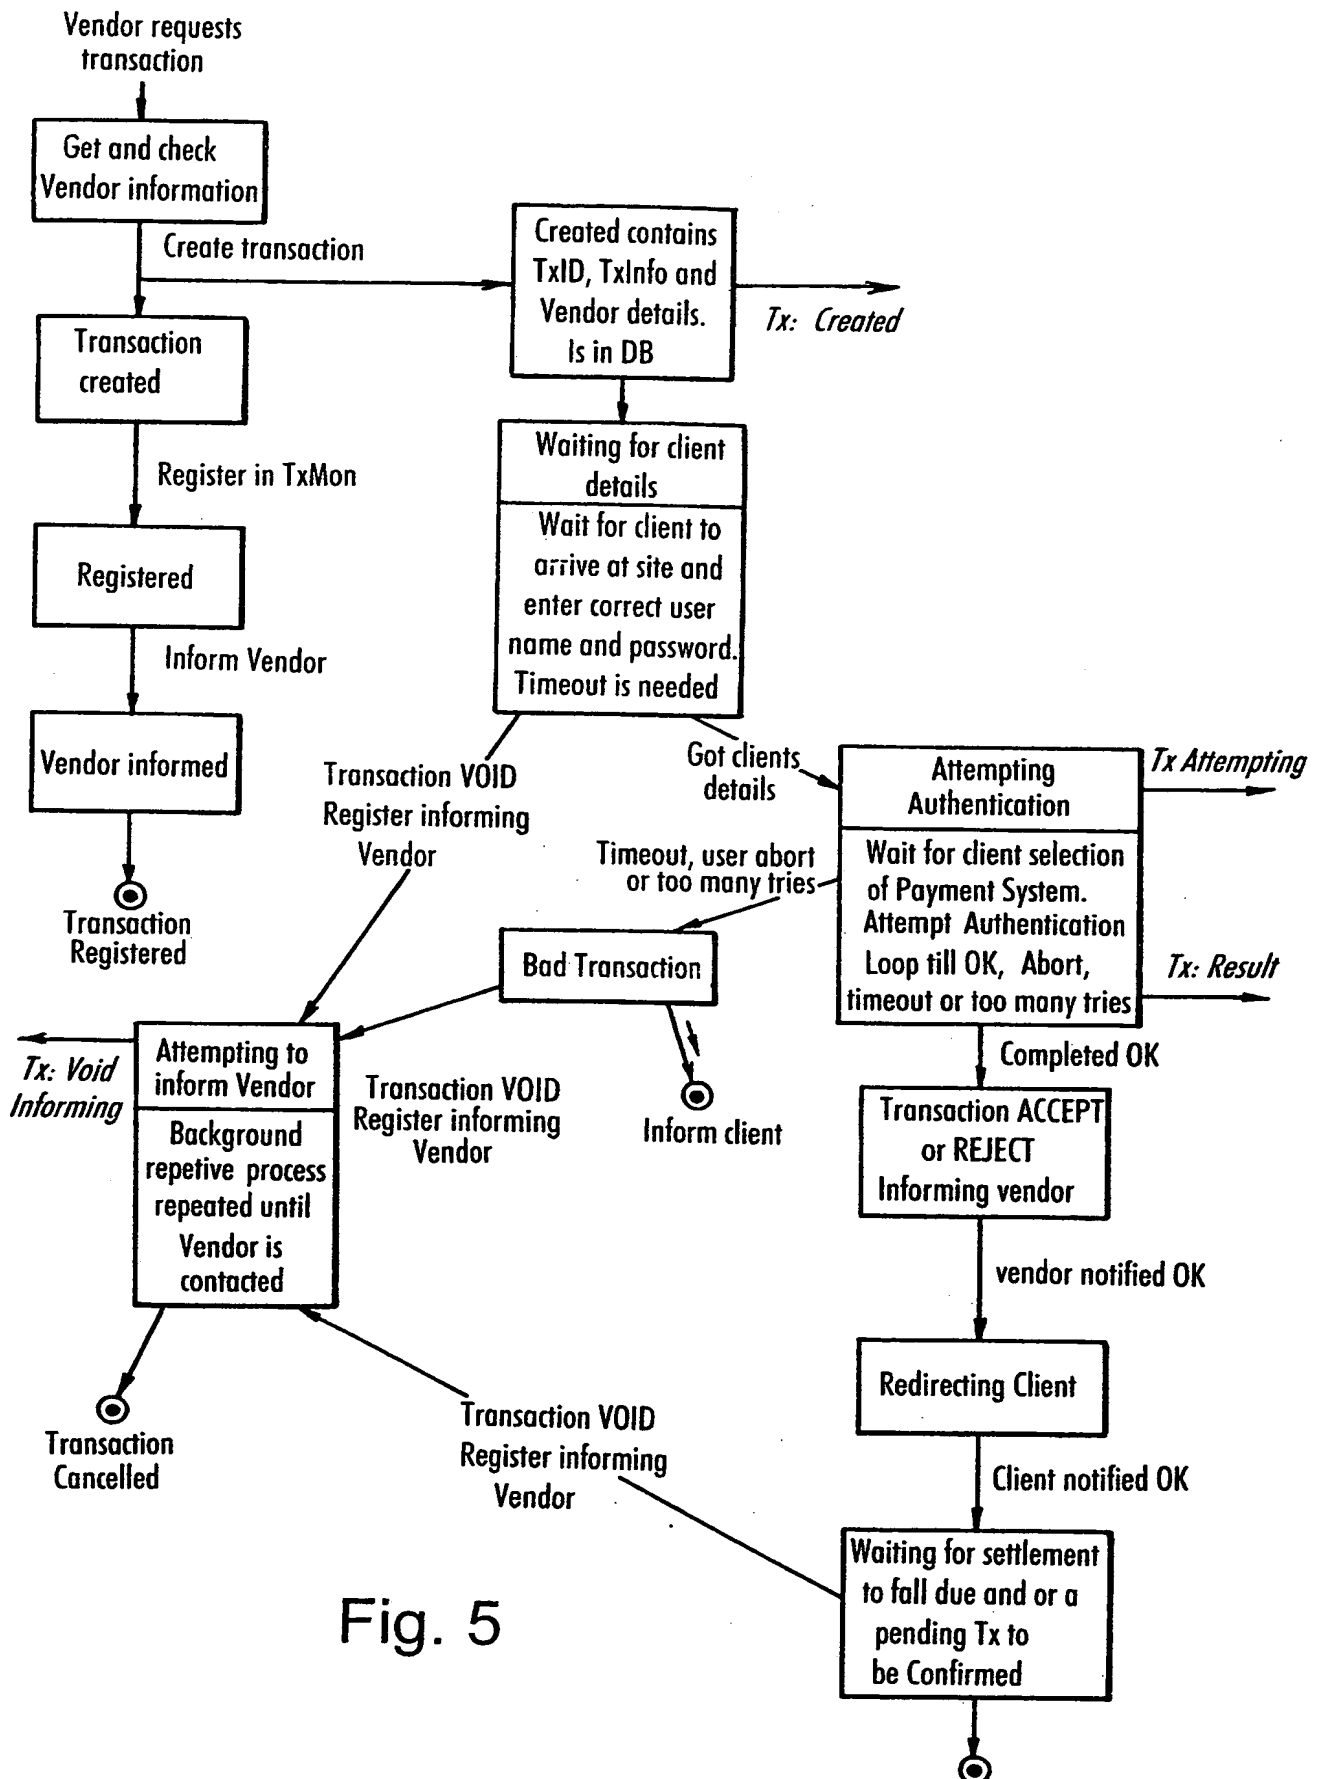 Vendor requests
transaction
Get and check
Vendor information
Create transaction
Transaction
created
Register in TxMon
Registered
Inform Vendor
Vendor informed
Transaction
Registered
Created contains
TxID, TxInfo and
Vendor details.
Is in DB
Tx: Created
Waiting for client
details
Wait for client to
arrive at site and
enter correct user
name and password.
Timeout is needed
Transaction VOID
Register informing
Vendor
Got clients
details
Attempting
Authentication
Tx Attempting
Wait for client selection
of Payment System.
Attempt Authentication
Loop till OK, Abort,
timeout or too many tries
Tx: Result
Timeout, user abort
or too many tries
Bad Transaction
Inform client
Attempting to
inform Vendor
Tx: Void
Informing
Background
repetive process
repeated until
Vendor is
contacted
Transaction VOID
Register informing
Vendor
Transaction
Cancelled
Completed OK
Transaction ACCEPT
or REJECT
Informing vendor
vendor notified OK
Redirecting Client
Client notified OK
Transaction VOID
Register informing
Vendor
Waiting for settlement
to fall due and or a
pending Tx to
be Confirmed
Fig. 5